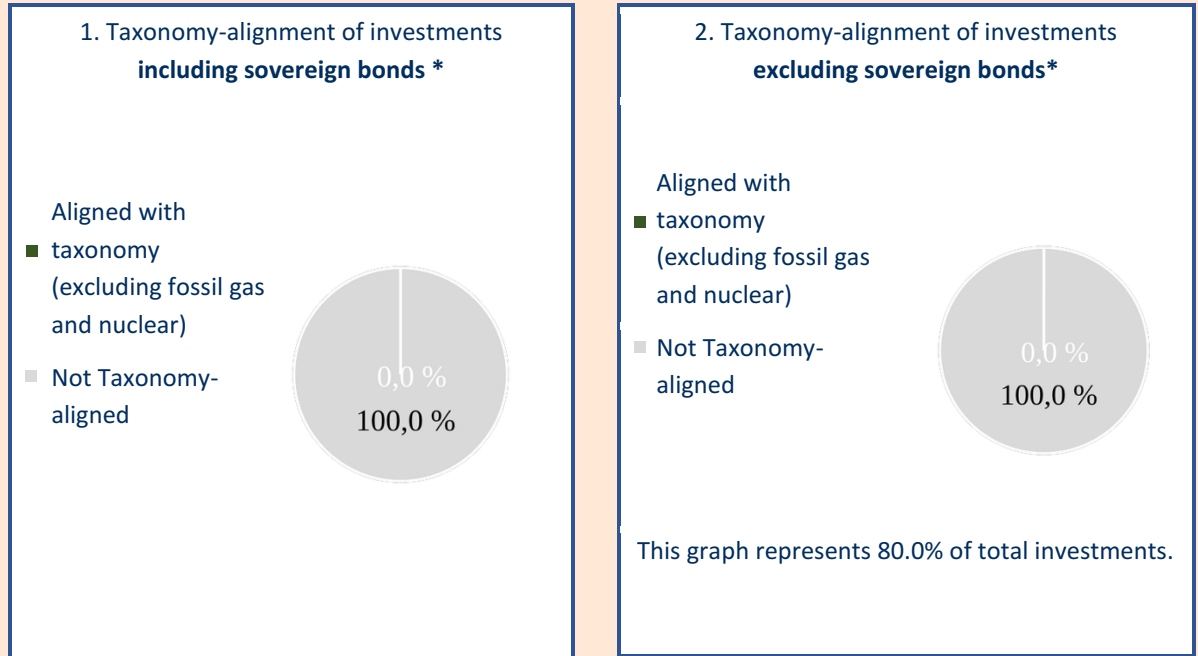 1. Taxonomy-alignment of investments
including sovereign bonds *
Aligned with
taxonomy
(excluding fossil gas
and nuclear)
Not Taxonomy-
aligned
0,0 %
100,0 %
2. Taxonomy-alignment of investments
excluding sovereign bonds*
Aligned with
taxonomy
(excluding fossil gas
and nuclear)
Not Taxonomy-
aligned
0,0 %
100,0 %
This graph represents 80.0% of total investments.